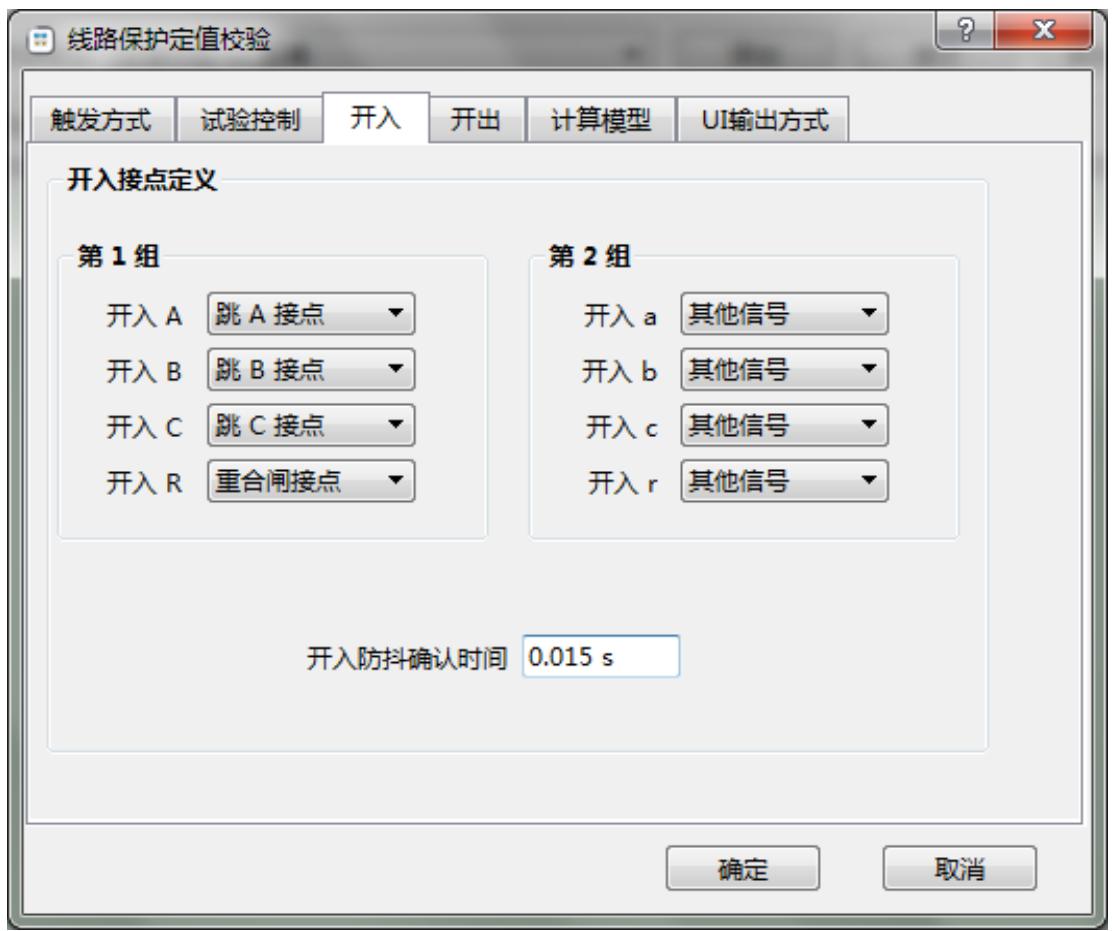 线路保护定值校验
触发方式 试验控制 开入 开出 计算模型 UI输出方式
开入接点定义
第 1 组 第 2 组
开入 A 跳 A 接点 开入 a 其他信号
开入 B 跳 B 接点 开入 b 其他信号
开入 C 跳 C 接点 开入 c 其他信号
开入 R 重合闸接点 开入 r 其他信号
开入防抖确认时间 0.015 s
确定 取消